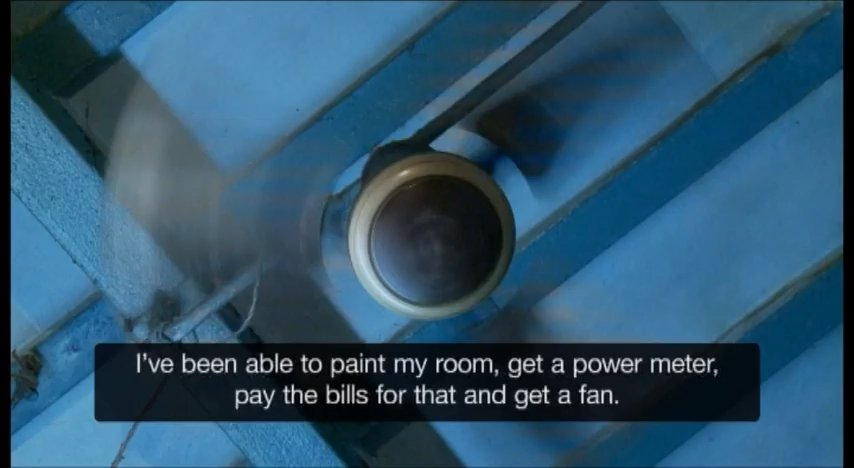 I've been able to paint my room, get a power meter,
pay the bills for that and get a fan.